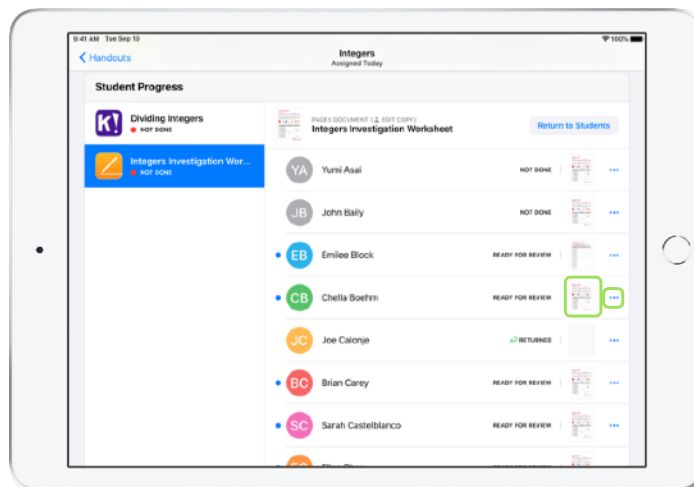 9:41 AM Tue Sep 10
100%
Handouts
Integers
Assigned Today
Student Progress
K!
Dividing Integers
NOT DONE
Integers Investigation Wor...
NOT DONE
PAGES DOCUMENT ( EDIT COPY)
Integers Investigation Worksheet
Return to Students
YA Yumi Asai NOT DONE
JB John Baily NOT DONE
EB Emilee Block READY FOR REVIEW
CB Chella Boehm READY FOR REVIEW
JC Joe Calonje RETURNED
BC Brian Carey READY FOR REVIEW
SC Sarah Castelblanco READY FOR REVIEW